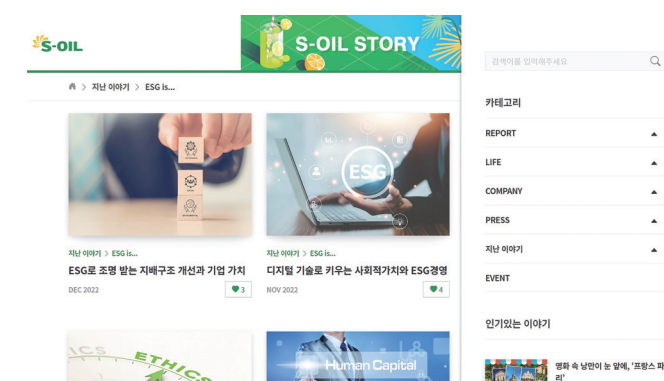 S-OIL
S-OIL STORY
검색어를 입력해주세요
지난 이야기 > ESG is...
카테고리
REPORT
LIFE
COMPANY
PRESS
지난 이야기
EVENT
ESG
지난 이야기 > ESG is...
ESG로 조명 받는 지배구조 개선과 기업 가치
DEC 2022
3
지난 이야기 > ESG is...
디지털 기술로 키우는 사회적가치와 ESG경영
NOV 2022
4
인기있는 이야기
영화 속 낭만이 눈 앞에, ‘프랑스 파
리’
ICS
ETHICS
Human Capital